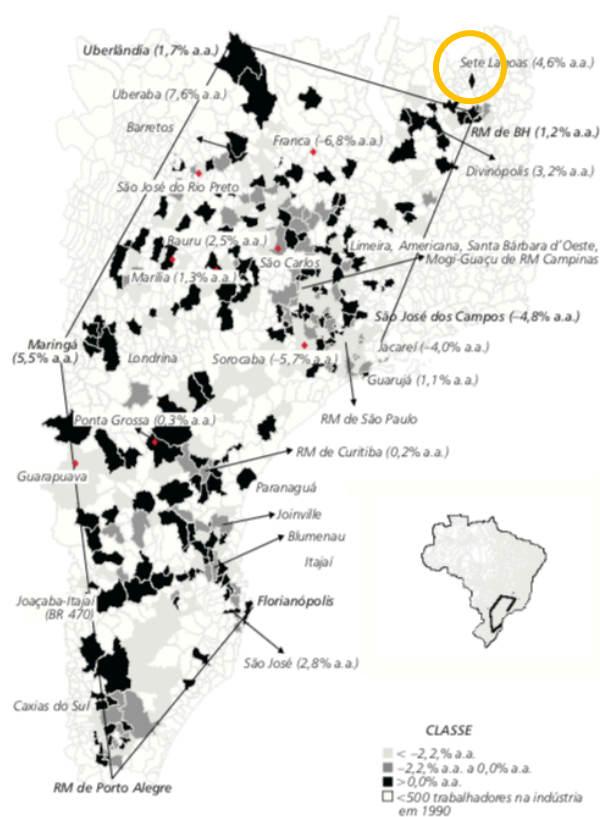 Uberlândia (1,7% a.a.)
Sete Lagoas (4,6% a.a.)
Uberaba (7,6% a.a.)
Barretos
Franca (–6,8% a.a.)
RM de BH (1,2% a.a.)
Divinópolis (3,2% a.a.)
São José do Rio Preto
Bauru (2,5% a.a.)
Limeira, Americana, Santa Bárbara d´Oeste,
Mogi-Guaçu de RM Campinas
São Carlos
Marília (1,3% a.a.)
São José dos Campos (–4,8% a.a.)
Maringá
(5,5% a.a.)
Londrina
Sorocaba (–5,7% a.a.)
Jacareí (–4,0% a.a.)
Guarujá (1,1% a.a.)
RM de São Paulo
Ponta Grossa (0,3% a.a.)
RM de Curitiba (0,2% a.a.)
Guarapuava
Paranaguá
Joinville
Blumenau
Itajaí
Joaçaba-Itajaí
(BR 470)
Florianópolis
São José (2,8% a.a.)
Caxias do Sul
RM de Porto Alegre
CLASSE
< –2,2,% a.a.
–2,2,% a.a. a 0,0% a.a.
>0,0% a.a.
<500 trabalhadores na indústria
em 1990